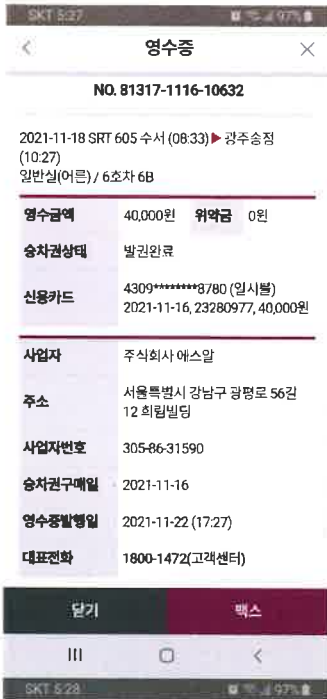 SKT 5:27 97%
영수증
NO. 81317-1116-10632
2021-11-18 SRT 605 수서 (08:33)▶광주송정
(10:27)
일반실(어른) / 6호차 6B
영수금액 40,000원 위약금 0원
승차권상태 발권완료
신용카드 4309********8780 (일시불)
2021-11-16, 23280977, 40,000원
사업자 주식회사 에스알
주소 서울특별시 강남구 광평로 56길
12 희림빌딩
사업자번호 305-86-31590
승차권구매일 2021-11-16
영수증발행일 2021-11-22 (17:27)
대표전화 1800-1472(고객센터)
닫기 팩스
SKT 5:28 97%